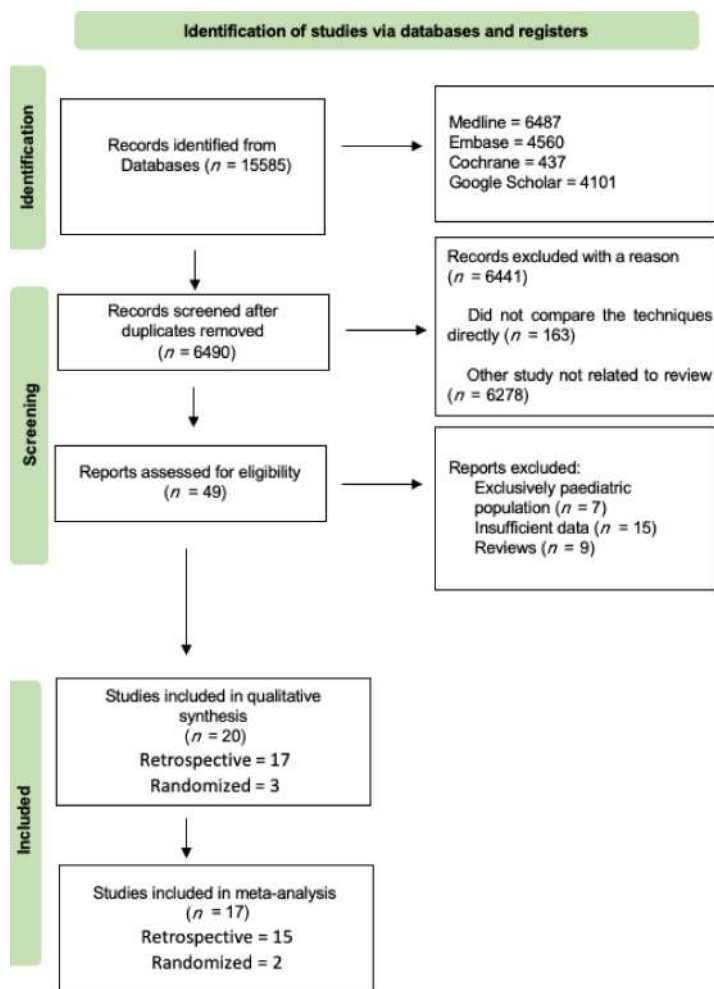 Identification of studies via databases and registers
Identification
Records identified from
Databases (n = 15585)
Medline = 6487
Embase = 4560
Cochrane = 437
Google Scholar = 4101
Screening
Records screened after
duplicates removed
(n = 6490)
Records excluded with a reason
(n = 6441)
Did not compare the techniques
directly (n = 163)
Other study not related to review
(n = 6278)
Reports assessed for eligibility
(n = 49)
Reports excluded:
Exclusively paediatric
population (n = 7)
Insufficient data (n = 15)
Reviews (n = 9)
Included
Studies included in qualitative
synthesis
(n = 20)
Retrospective = 17
Randomized = 3
Studies included in meta-analysis
(n = 17)
Retrospective = 15
Randomized = 2